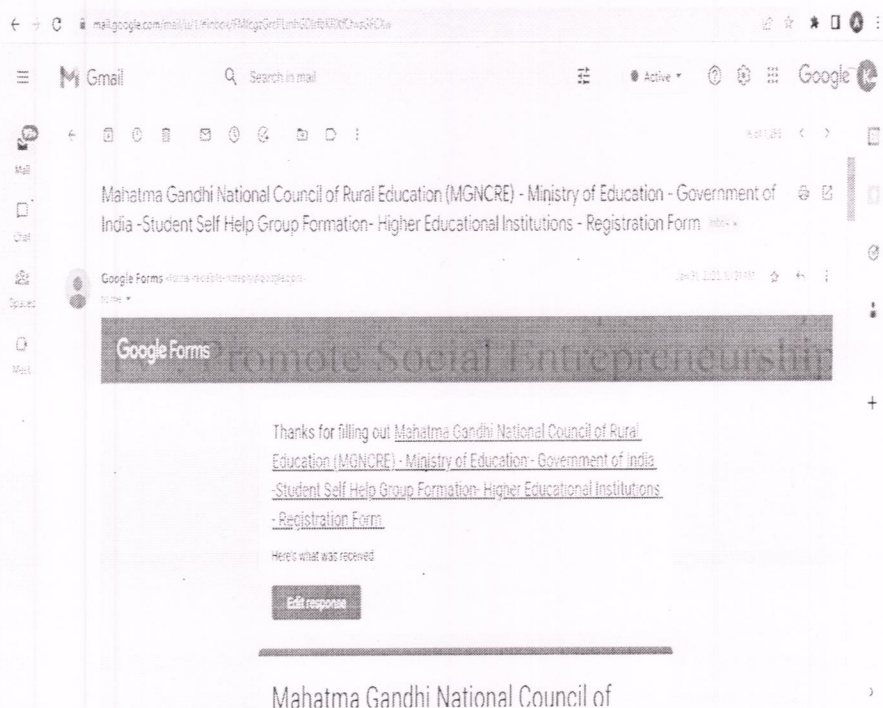 Gmail
Search in mail
Active
Google
Mail
Mahatma Gandhi National Council of Rural Education (MGNCRE) - Ministry of Education - Government of
India -Student Self Help Group Formation- Higher Educational Institutions - Registration Form
Chat
Spaces
Meet
Google Forms
to me
Google Forms
Promote Social Entrepreneurship
Thanks for filling out Mahatma Gandhi National Council of Rural
Education (MGNCRE) - Ministry of Education - Government of India
-Student Self Help Group Formation- Higher Educational Institutions
- Registration Form
Here's what was received.
Edit response
Mahatma Gandhi National Council of